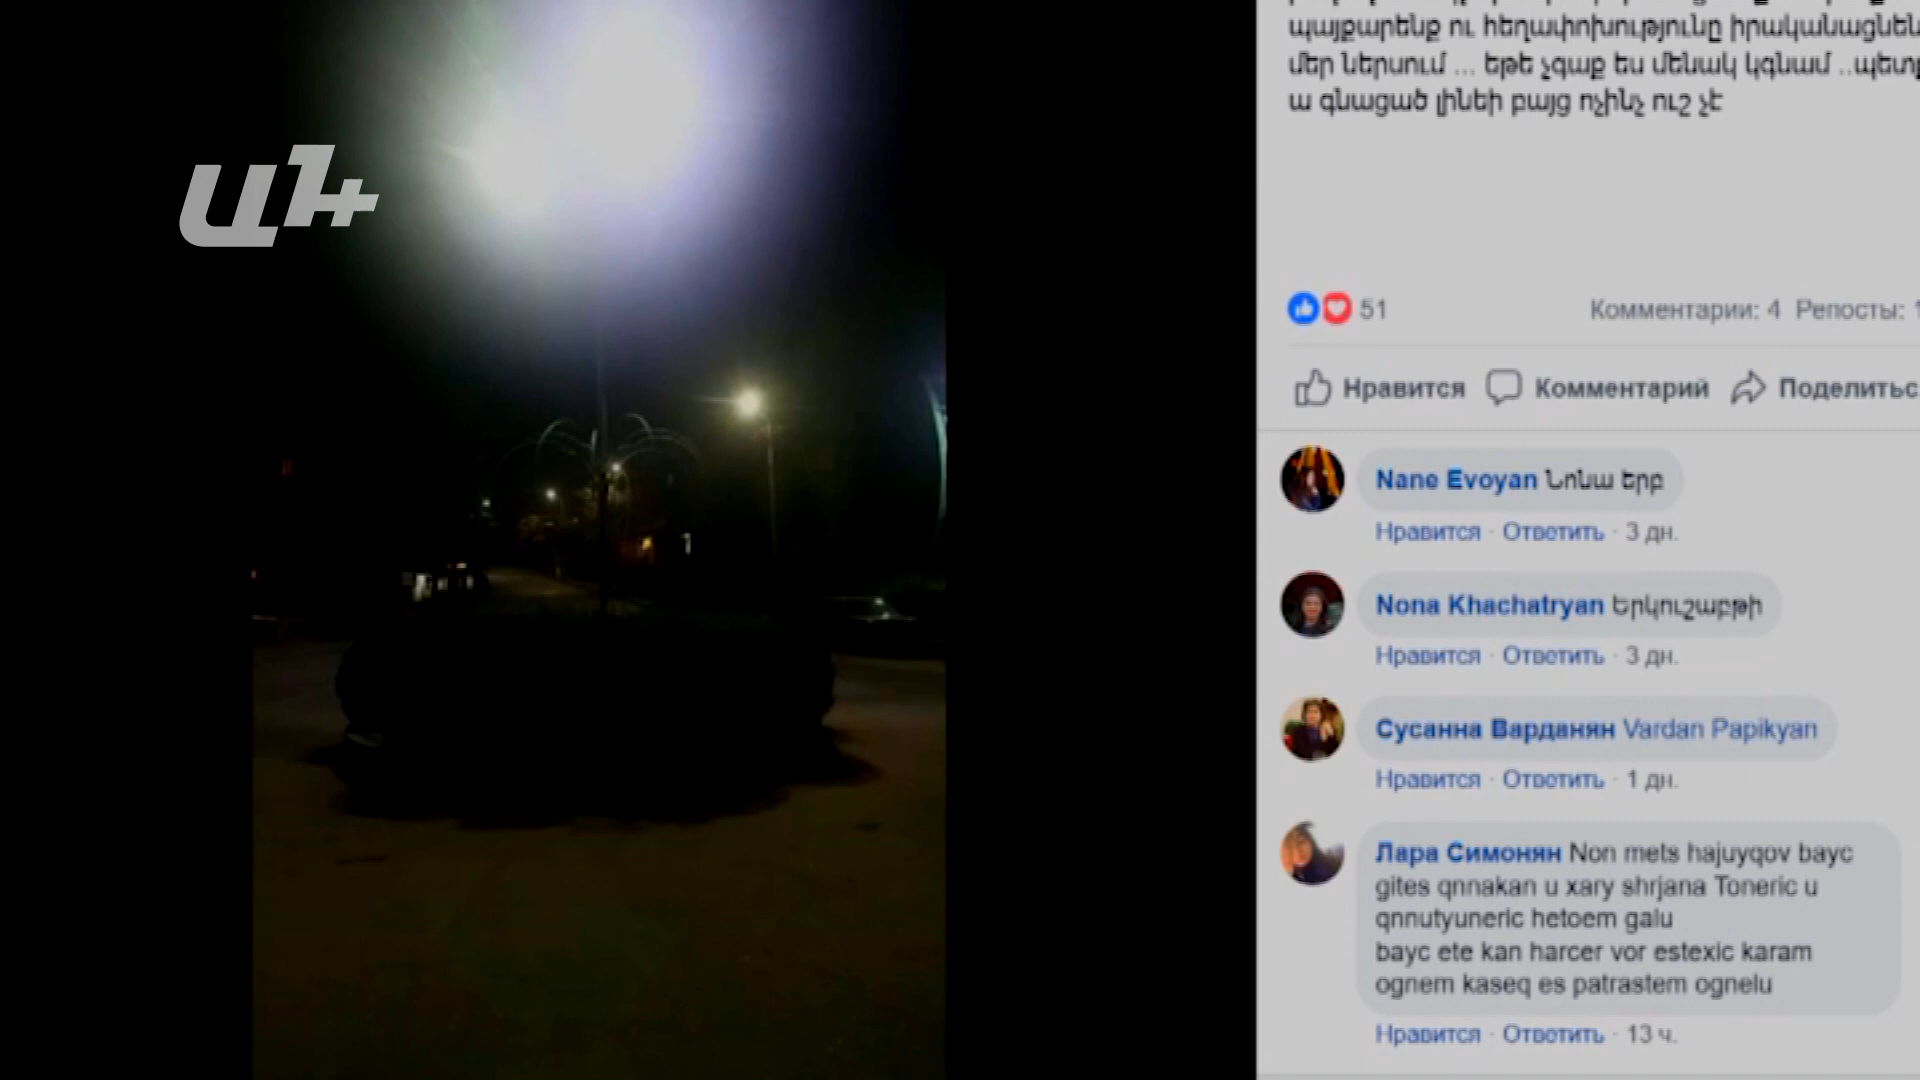 ԱՆ+
պայքարենք ու հեղափոխությունը իրականացնեն
մեր ներսում ... եթե չգաք ես մենակ կգնամ ..պետք
ա գնացած լինեի բայց ոչինչ ուշ չէ
51
Комментарии: 4 Репосты: 1
Нравится Комментарий Поделитьс
Nane Evoyan Նոնա երբ
Нравится · Ответить · 3 дн.
Nona Khachatryan Երկուշաբթի
Нравится · Ответить · 3 дн.
Сусанна Варданян Vardan Papikyan
Нравится · Ответить · 1 дн.
Лара Симонян Non mets hajuyqov bayc
gites qnnakan u xary shrjana Toneric u
qnnutyuneric hetoem galu
bayc ete kan harcer vor estexic karam
ognem kaseq es patrastem ognelu
Нравится · Ответить · 13 ч.